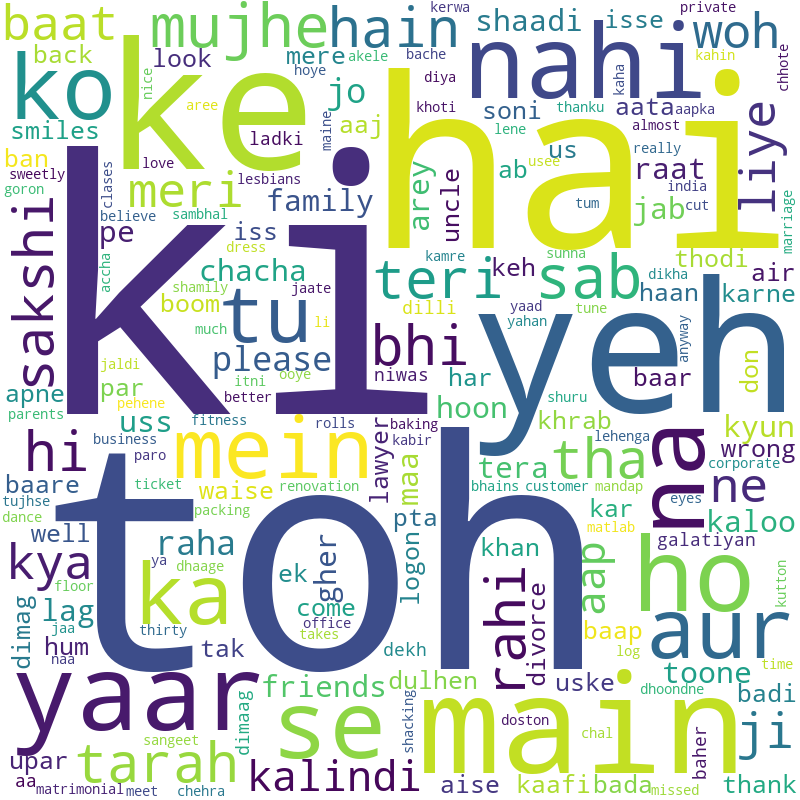 kerwa private
baat mujhe hain shaadi isse woh
back akele bache diya look mere hoye kaha kahin chhote
ko ke nahi
nice jo khoti soni thanku aata aapka
smiles aree aaj maine lene almost
ban ladki hai us really liye
sweetly love lesbians ab usee raat india
goron meri family arey uncle tum jab cut
clases believe sambhal marriage
sakshi pe iss dress sunna thodi
accha chacha teri keh sab kamre dikha air
shamily jaate haan karne
boom tu dilli yaad tune
ki li yahan yeh anyway
much please bhi
jaldi itni ooye niwas har baar don
apne par pehene better hoon shuru
parents uss fitness rolls baking khrab kyun
hi business mein lawyer kabir lehenga na wrong
paro maa tera tha corporate
baare ticket waise renovation bhains customer mandap eyes ne
tujhse packing
dance well toh pta kar kaloo
kya raha gher logon matlab
ya khan galatiyan
floor dhaage ek aap ho kutton
dimag lag jaa ka come rahi divorce
thirty office baap aur
hum naa tak takes dekh log time
yaar friends dulhen uske toone
dimaag se shacking doston main dhoondne badi
sangeet chal ji
upar tarah kalindi baher
aa matrimonial meet chehra aise kaafi bada missed thank